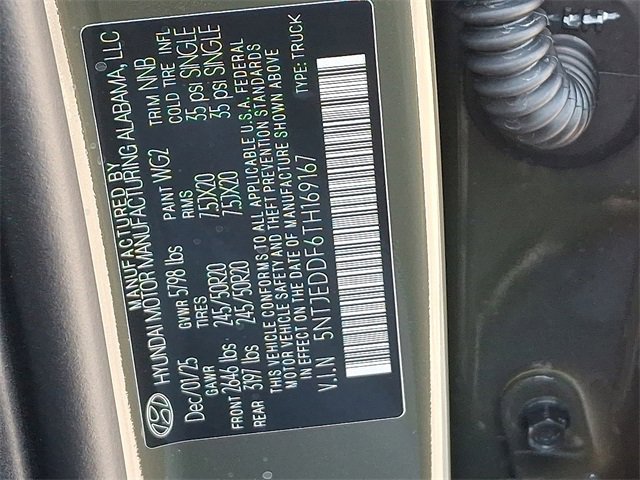 MANUFACTURED BY
HYUNDAI MOTOR MANUFACTURING ALABAMA, LLC
Dec/01/25 GVWR 5798 lbs PAINT WG2 TRIM NNB
GAWR TIRES RIMS COLD TIRE INFL
FRONT 2646 lbs 245/50R20 7.5JX20 35 psi SINGLE
REAR 3197 lbs 245/50R20 7.5JX20 35 psi SINGLE
THIS VEHICLE CONFORMS TO ALL APPLICABLE U.S.A. FEDERAL
MOTOR VEHICLE SAFETY AND THEFT PREVENTION STANDARDS
IN EFFECT ON THE DATE OF MANUFACTURE SHOWN ABOVE
V.I.N 5NTJEDDF6TH169167 TYPE: TRUCK